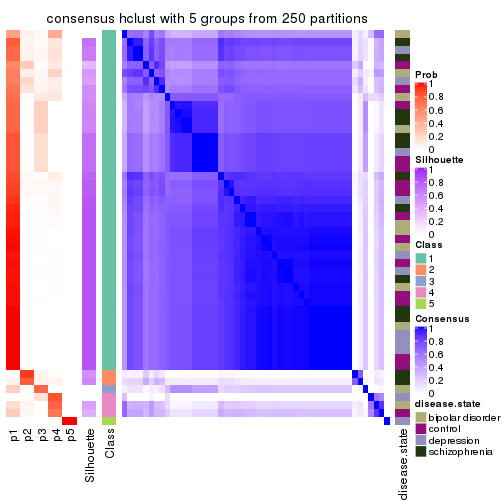 consensus hclust with 5 groups from 250 partitions
Prob
1
0.8
0.6
0.4
0.2
0
Silhouette
1
0.8
0.6
0.4
0.2
0
Class
1
2
3
4
5
Consensus
1
0.8
0.6
0.4
0.2
0
disease.state
bipolar disorder
control
depression
schizophrenia
p1
p2
p3
p4
p5
Silhouette
Class
disease.state